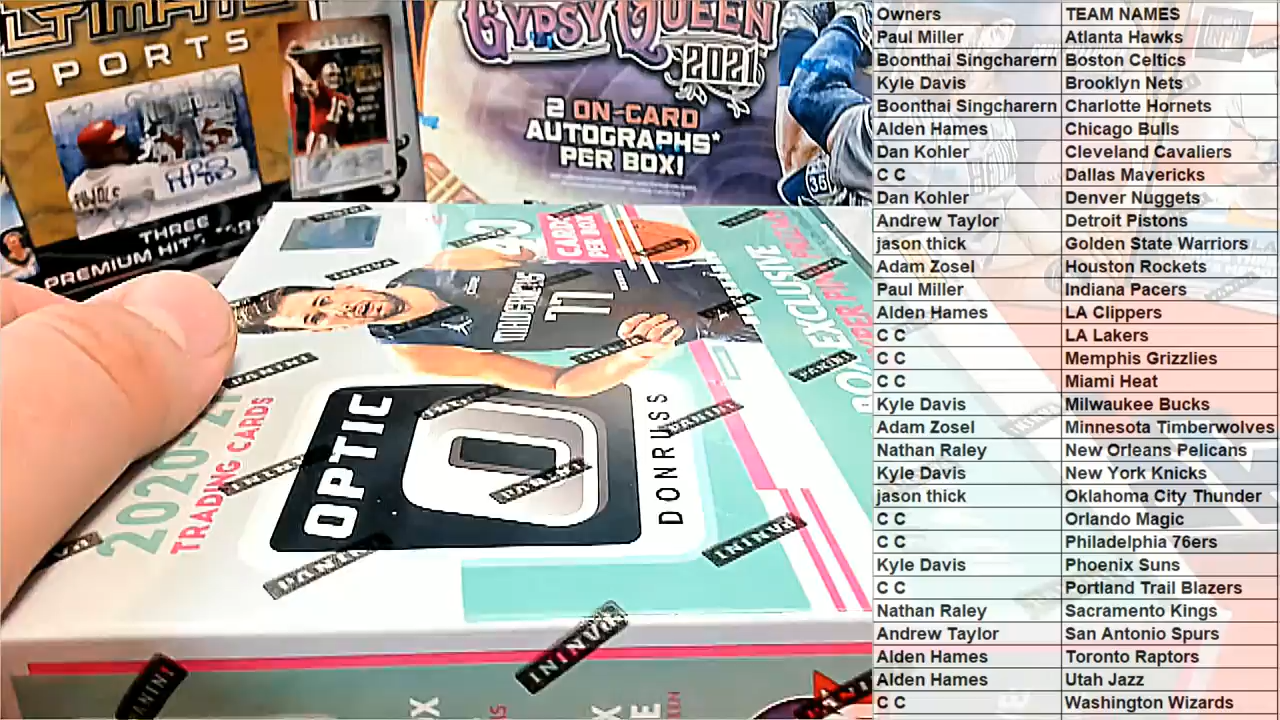 ULTIMATE
SPORTS
PUJOLS
THREE
PREMIUM HITS PER
GYPSY QUEEN
2021
2 ON-CARD
AUTOGRAPHS*
PER BOX!
35
CARDS
PER BOX
EXCLUSIVE
MAVERICKS
77
2020-21
TRADING CARDS
OPTIC
DONRUSS
PANINI
Owners TEAM NAMES
Paul Miller Atlanta Hawks
Boonthai Singcharern Boston Celtics
Kyle Davis Brooklyn Nets
Boonthai Singcharern Charlotte Hornets
Alden Hames Chicago Bulls
Dan Kohler Cleveland Cavaliers
C C Dallas Mavericks
Dan Kohler Denver Nuggets
Andrew Taylor Detroit Pistons
jason thick Golden State Warriors
Adam Zosel Houston Rockets
Paul Miller Indiana Pacers
Alden Hames LA Clippers
C C LA Lakers
C C Memphis Grizzlies
C C Miami Heat
Kyle Davis Milwaukee Bucks
Adam Zosel Minnesota Timberwolves
Nathan Raley New Orleans Pelicans
Kyle Davis New York Knicks
jason thick Oklahoma City Thunder
C C Orlando Magic
C C Philadelphia 76ers
Kyle Davis Phoenix Suns
C C Portland Trail Blazers
Nathan Raley Sacramento Kings
Andrew Taylor San Antonio Spurs
Alden Hames Toronto Raptors
Alden Hames Utah Jazz
C C Washington Wizards